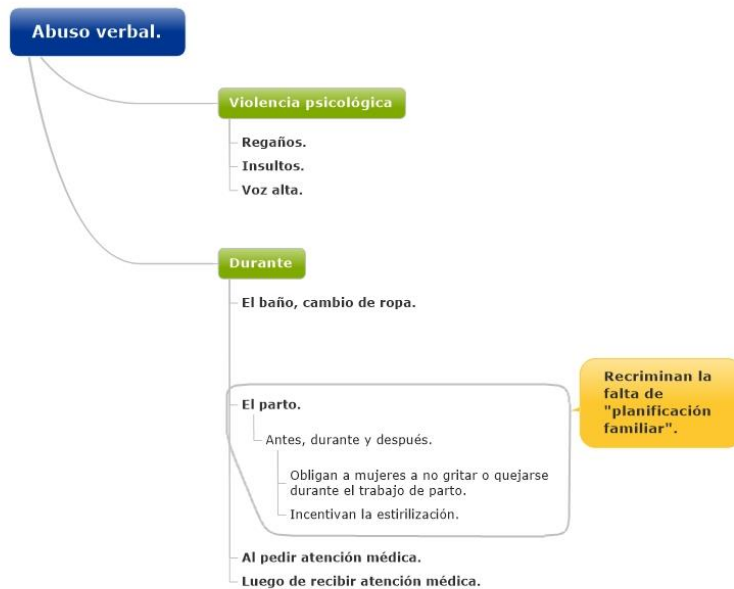 Abuso verbal.
Violencia psicológica
Regaños.
Insultos.
Voz alta.
Durante
El baño, cambio de ropa.
El parto.
Antes, durante y después.
Obligan a mujeres a no gritar o quejarse
durante el trabajo de parto.
Incentivan la estirilización.
Recriminan la
falta de
"planificación
familiar".
Al pedir atención médica.
Luego de recibir atención médica.